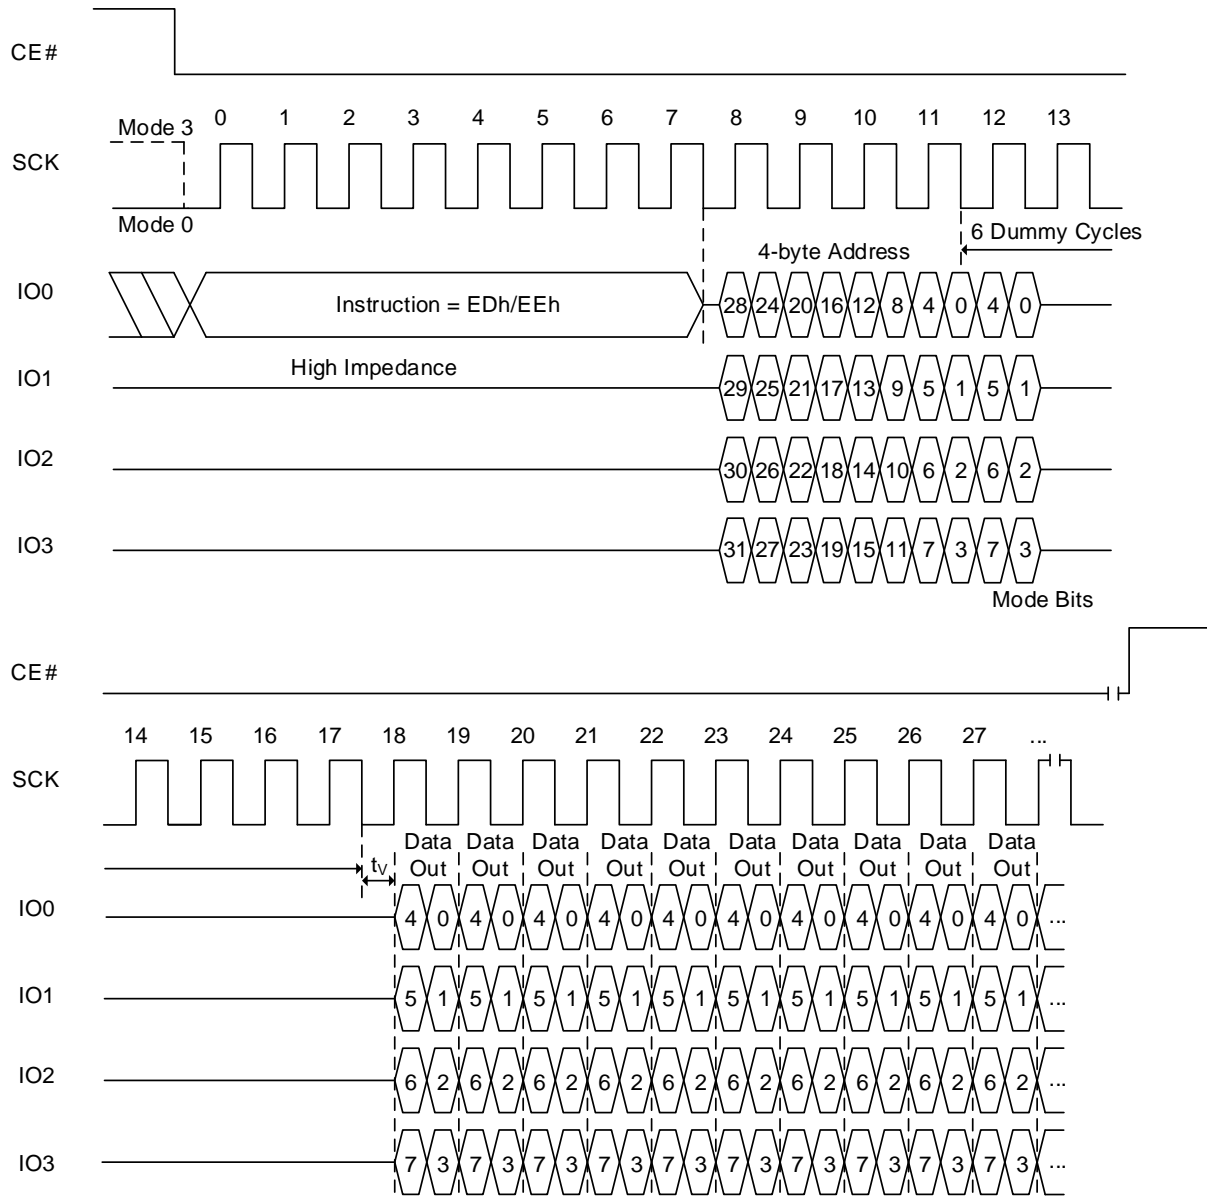 CE#
0 1 2 3 4 5 6 7 8 9 10 11 12 13
Mode 3
SCK
Mode 0
6 Dummy Cycles
4-byte Address
IO0 Instruction = EDh/EEh 28 24 20 16 12 8 4 0 4 0
High Impedance
IO1 29 25 21 17 13 9 5 1 5 1
IO2 30 26 22 18 14 10 6 2 6 2
IO3 31 27 23 19 15 11 7 3 7 3
Mode Bits
CE#
14 15 16 17 18 19 20 21 22 23 24 25 26 27 ...
SCK
Data Data Data Data Data Data Data Data Data Data
tV Out Out Out Out Out Out Out Out Out Out
IO0 4 0 4 0 4 0 4 0 4 0 4 0 4 0 4 0 4 0 4 0 ...
IO1 5 1 5 1 5 1 5 1 5 1 5 1 5 1 5 1 5 1 5 1 ...
IO2 6 2 6 2 6 2 6 2 6 2 6 2 6 2 6 2 6 2 6 2 ...
IO3 7 3 7 3 7 3 7 3 7 3 7 3 7 3 7 3 7 3 7 3 ...